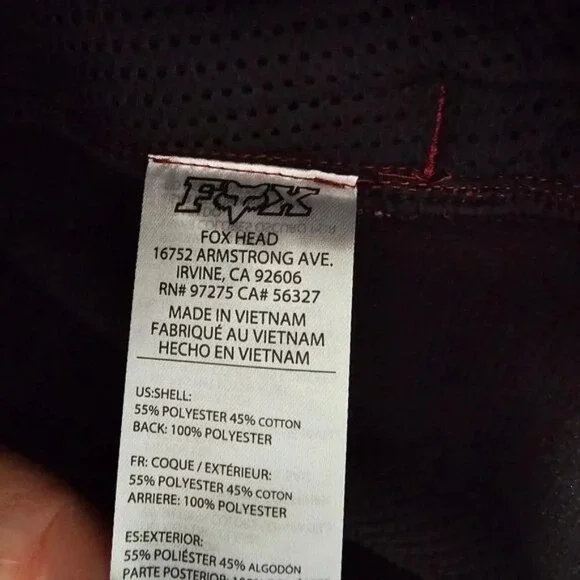 FOX
FOX HEAD
16752 ARMSTRONG AVE.
IRVINE, CA 92606
RN# 97275 CA# 56327
MADE IN VIETNAM
FABRIQUÉ AU VIETNAM
HECHO EN VIETNAM
US:SHELL:
55% POLYESTER 45% COTTON
BACK: 100% POLYESTER
FR: COQUE / EXTÉRIEUR:
55% POLYESTER 45% COTON
ARRIERE: 100% POLYESTER
ES:EXTERIOR:
55% POLIÉSTER 45% ALGODÓN
PARTE POSTERIOR: